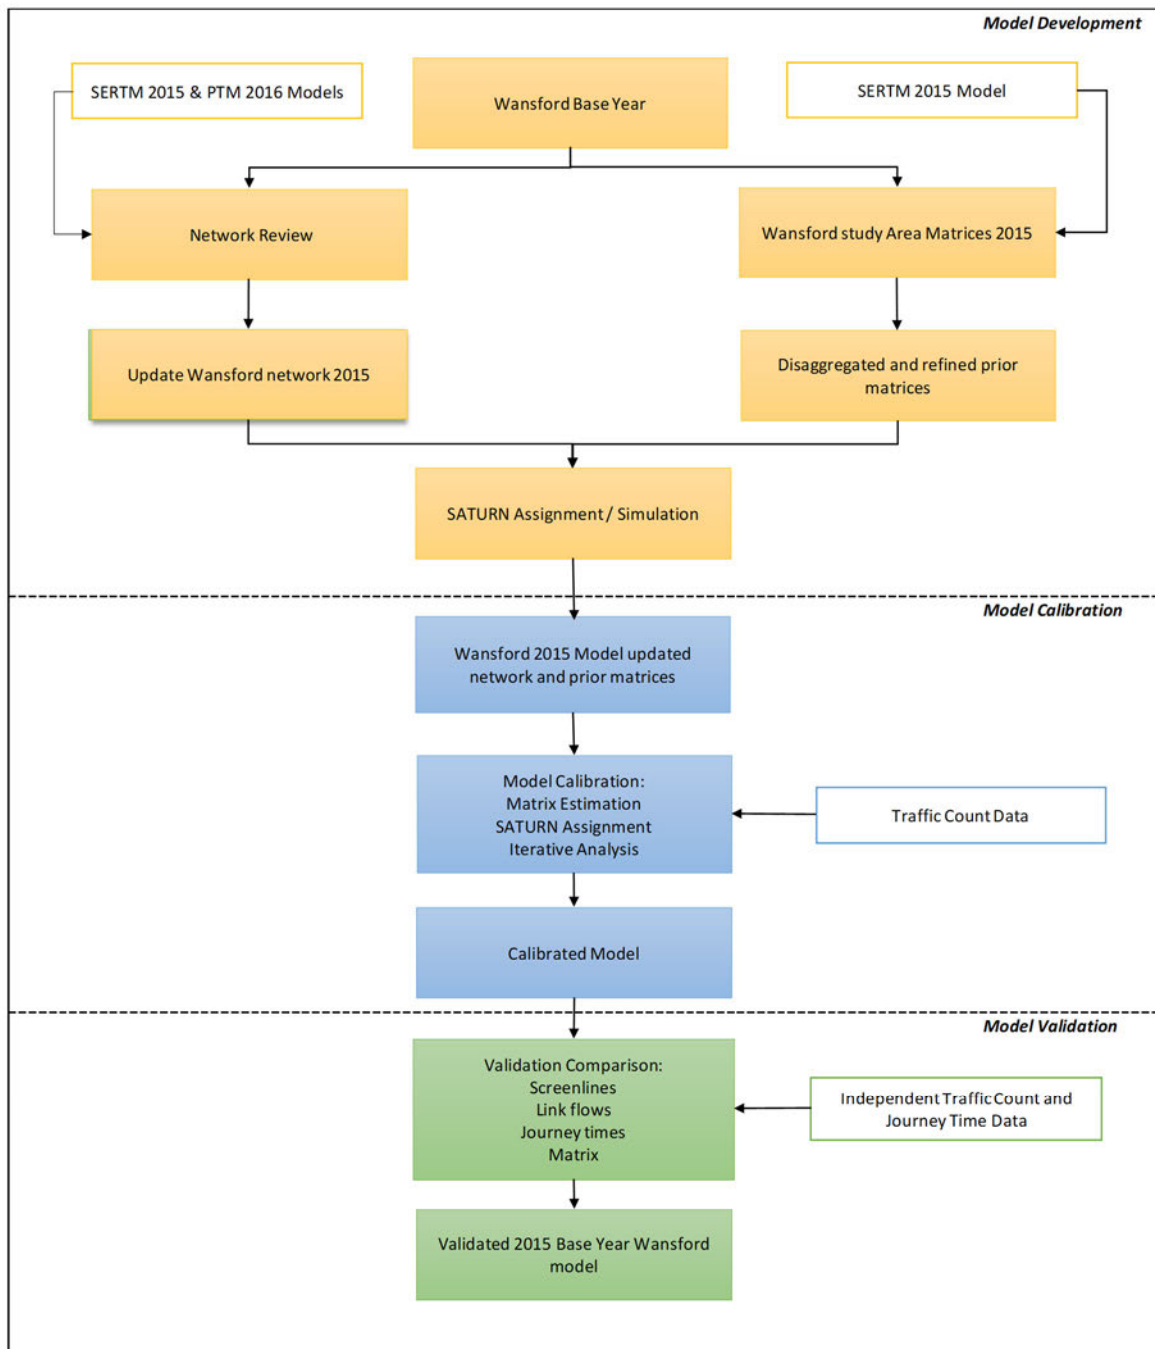 Model Development
SERTM 2015 & PTM 2016 Models
Wansford Base Year
SERTM 2015 Model
Network Review
Wansford study Area Matrices 2015
Update Wansford network 2015
Disaggregated and refined prior
matrices
SATURN Assignment / Simulation
Model Calibration
Wansford 2015 Model updated
network and prior matrices
Model Calibration:
Matrix Estimation
SATURN Assignment
Iterative Analysis
Traffic Count Data
Calibrated Model
Model Validation
Validation Comparison:
Screenlines
Link flows
Journey times
Matrix
Independent Traffic Count and
Journey Time Data
Validated 2015 Base Year Wansford
model